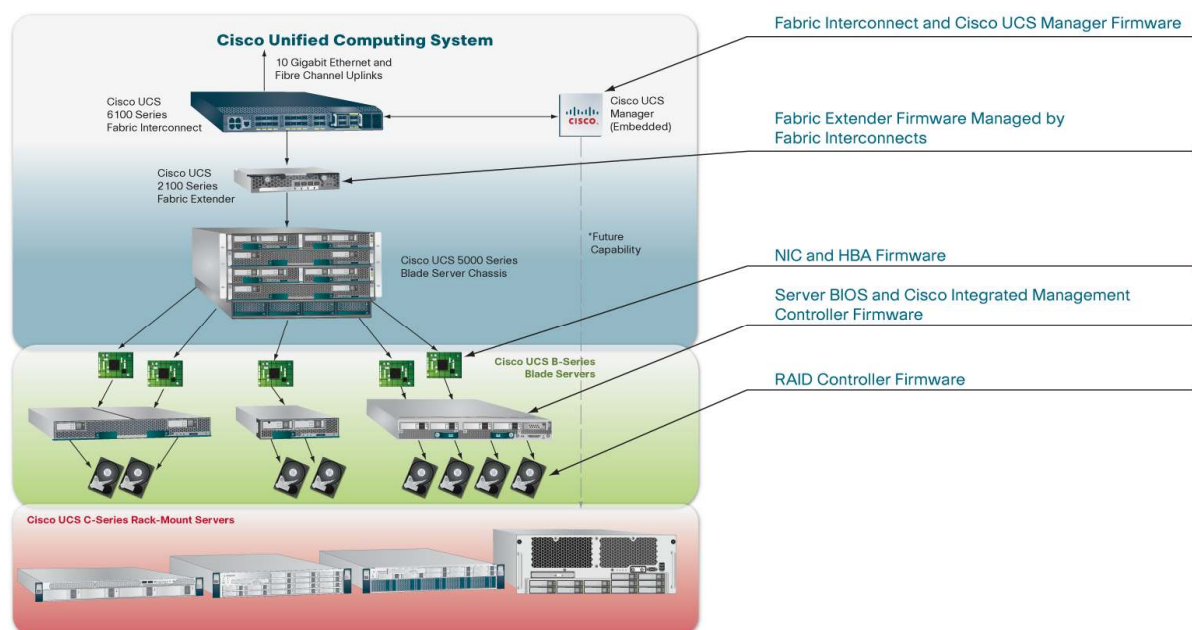 Cisco Unified Computing System
10 Gigabit Ethernet and
Fibre Channel Uplinks
Cisco UCS
6100 Series
Fabric Interconnect
CISCO.
Cisco UCS
Manager
(Embedded)
Cisco UCS
2100 Series
Fabric Extender
*Future
Capability
Cisco UCS 5000 Series
Blade Server Chassis
Cisco UCS B-Series
Blade Servers
Cisco UCS C-Series Rack-Mount Servers
Fabric Interconnect and Cisco UCS Manager Firmware
Fabric Extender Firmware Managed by
Fabric Interconnects
NIC and HBA Firmware
Server BIOS and Cisco Integrated Management
Controller Firmware
RAID Controller Firmware